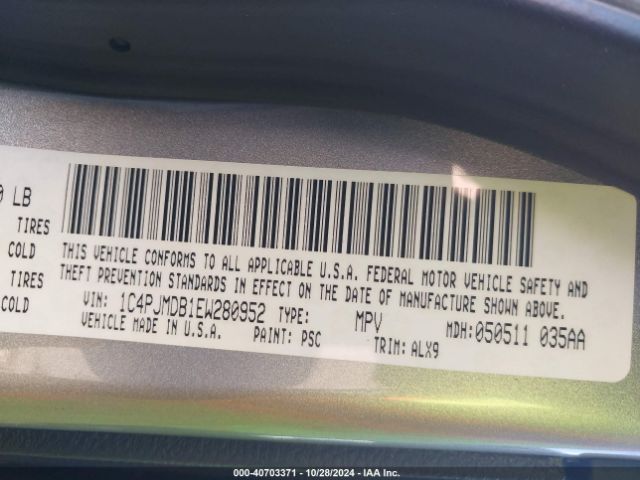 0 LB
TIRES
COLD
TIRES
COLD
THIS VEHICLE CONFORMS TO ALL APPLICABLE U.S.A. FEDERAL MOTOR VEHICLE SAFETY AND
THEFT PREVENTION STANDARDS IN EFFECT ON THE DATE OF MANUFACTURE SHOWN ABOVE.
VIN: 1C4PJMDB1EW280952 TYPE: MPV MDH:050511 035AA
VEHICLE MADE IN U.S.A. PAINT: PSC TRIM: ALX9
000-40703371 - 10/28/2024 - IAA Inc.